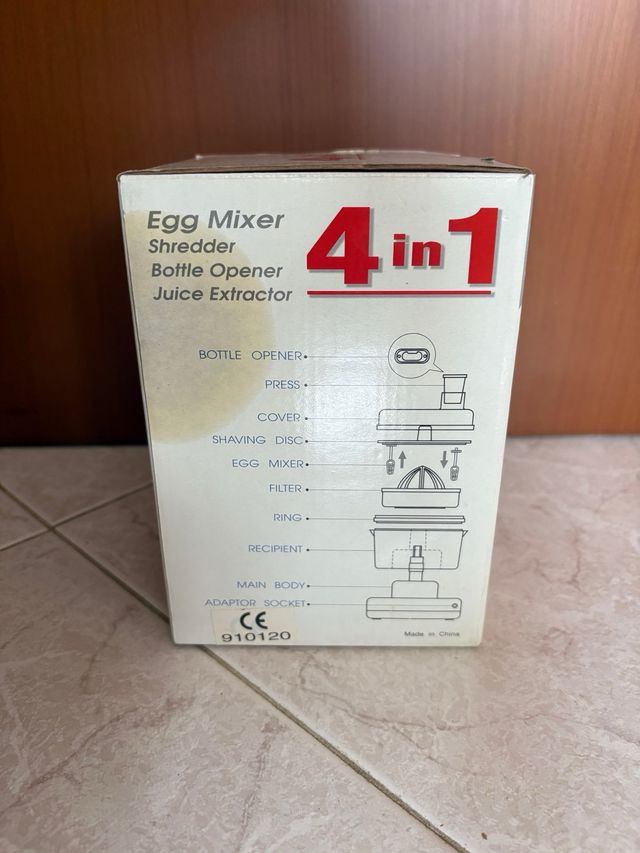 Egg Mixer
Shredder
Bottle Opener
Juice Extractor
4 in 1
BOTTLE OPENER
PRESS
COVER
SHAVING DISC
EGG MIXER
FILTER
RING
RECIPIENT
MAIN BODY
ADAPTOR SOCKET
CE
910120
Made in China